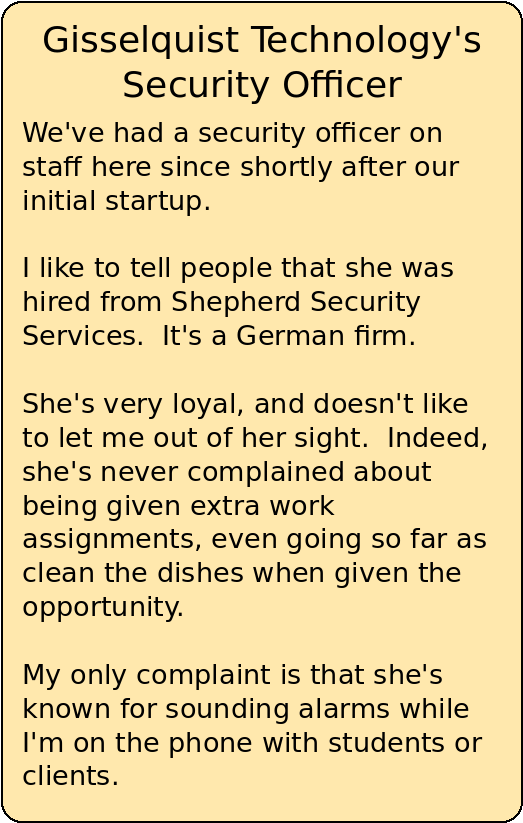 Gisselquist Technology's
Security Officer
We've had a security officer on
staff here since shortly after our
initial startup.
I like to tell people that she was
hired from Shepherd Security
Services.  It's a German firm.
She's very loyal, and doesn't like
to let me out of her sight.  Indeed,
she's never complained about
being given extra work
assignments, even going so far as
clean the dishes when given the
opportunity.
My only complaint is that she's
known for sounding alarms while
I'm on the phone with students or
clients.